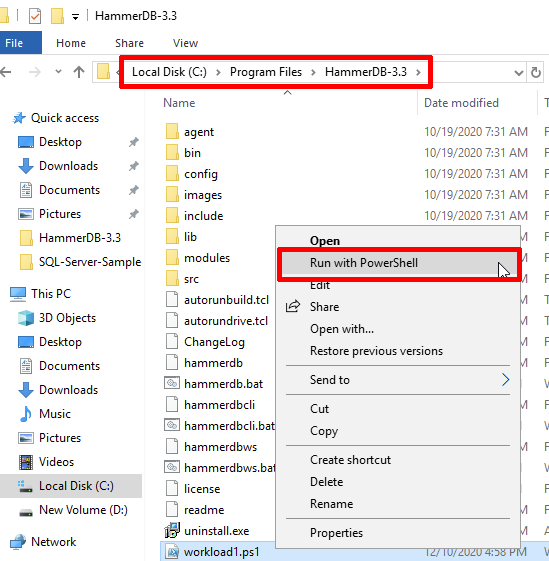 HammerDB-3.3
File Home Share View
Local Disk (C:) Program Files HammerDB-3.3
Name Date modified T
Quick access
Desktop
Downloads
Documents
Pictures
HammerDB-3.3
SQL-Server-Sample
This PC
3D Objects
Desktop
Documents
Downloads
Music
Pictures
Videos
Local Disk (C:)
New Volume (D:)
Network
agent 10/19/2020 7:31 AM F
bin 10/19/2020 7:31 AM F
config 10/19/2020 7:31 AM F
images 10/19/2020 7:31 AM F
include 10/19/2020 7:31 AM F
lib
modules
src
autorunbuild.tcl
autorundrive.tcl
ChangeLog
hammerdb
hammerdb.bat
hammerdbcli
hammerdbcli.bat
hammerdbws
hammerdbws.bat
license
readme
uninstall.exe
workload1.ps1 12/10/2020 4:58 PM W
Open
Run with PowerShell
Edit
Share
Open with...
Restore previous versions
Send to
Cut
Copy
Create shortcut
Delete
Rename
Properties